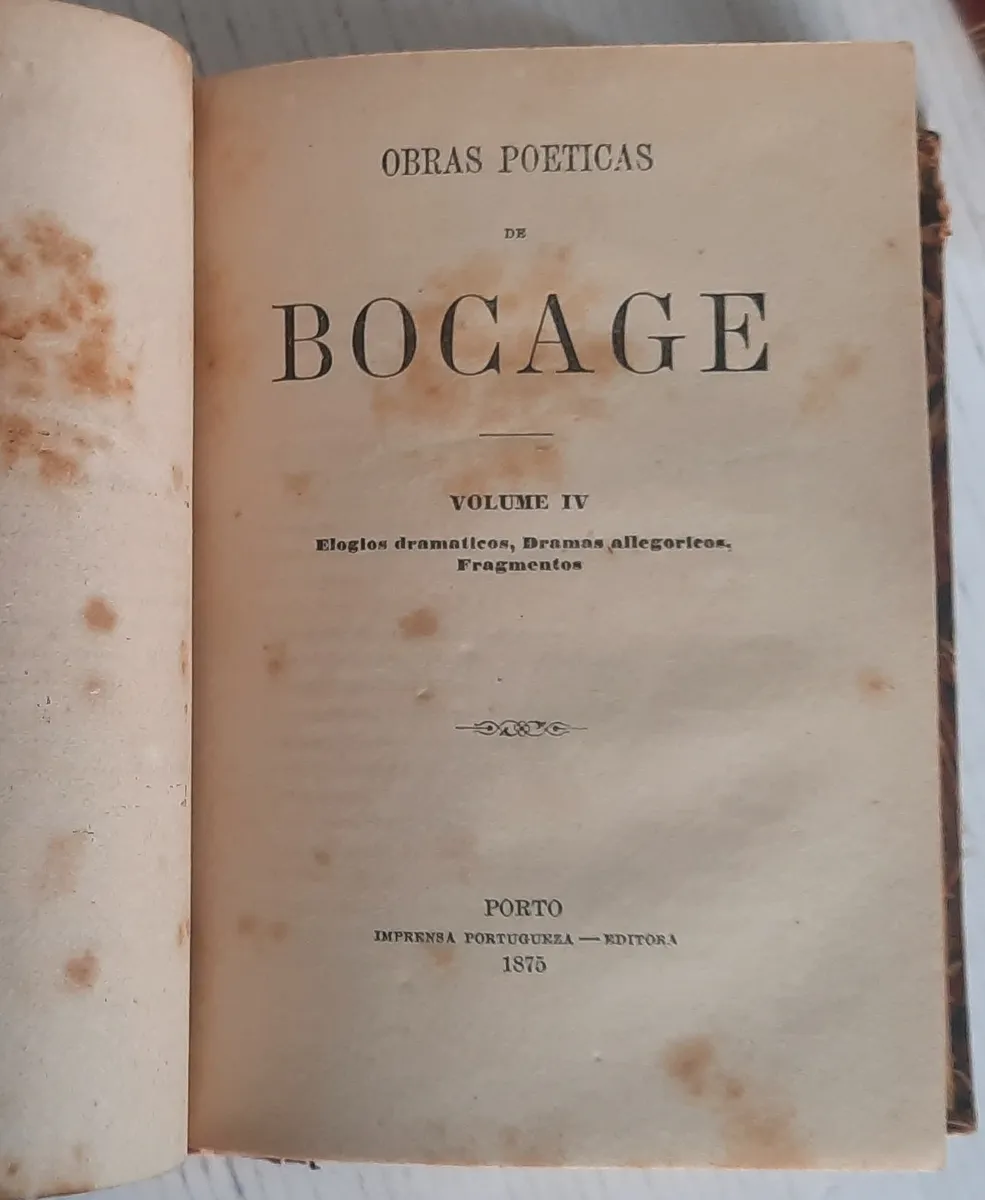 OBRAS POETICAS
DE
BOCAGE
VOLUME IV
Elogios dramaticos, Dramas allegoricos,
Fragmentos
PORTO
IMPRENSA PORTUGUEZA — EDITORA
1875